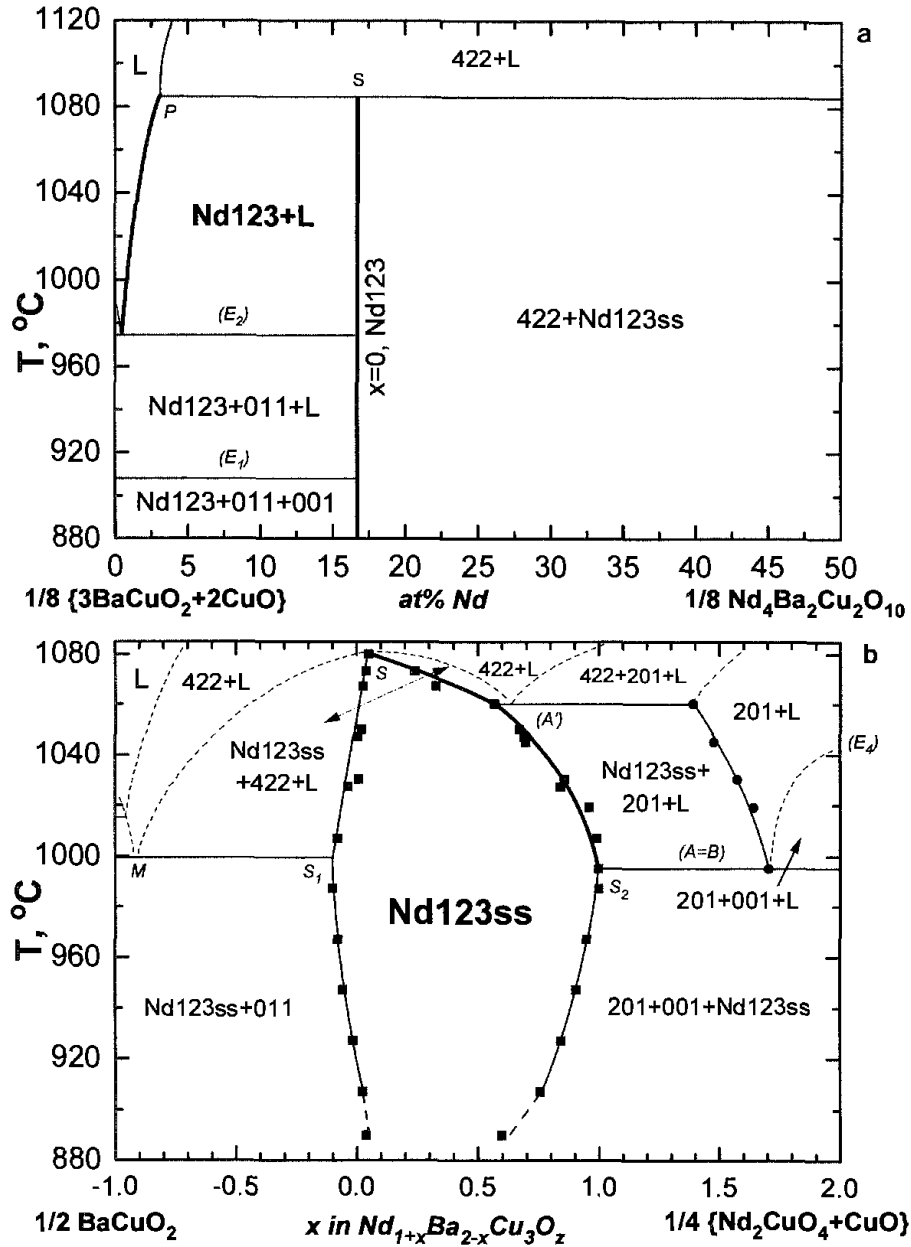 1120
a
L
422+L
S
1080
P
1040
Nd123+L
1000
T, °C
(E₂)
x=0, Nd123
422+Nd123ss
960
Nd123+011+L
920
(E₁)
Nd123+011+001
880
0 5 10 15 20 25 30 35 40 45 50
1/8 {3BaCuO₂+2CuO} at% Nd 1/8 Nd₄Ba₂Cu₂O₁₀
b
1080
L
422+L
S
422+L
422+201+L
201+L
(A')
(E₄)
Nd123ss
+422+L
1040
Nd123ss+
201+L
1000
M
S₁
(A=B)
S₂
201+001+L
T, °C
Nd123ss
960
Nd123ss+011
201+001+Nd123ss
920
880
-1.0 -0.5 0.0 0.5 1.0 1.5 2.0
1/2 BaCuO₂ x in Nd₁₊ₓBa₂₋ₓCu₃O_z 1/4 {Nd₂CuO₄+CuO}